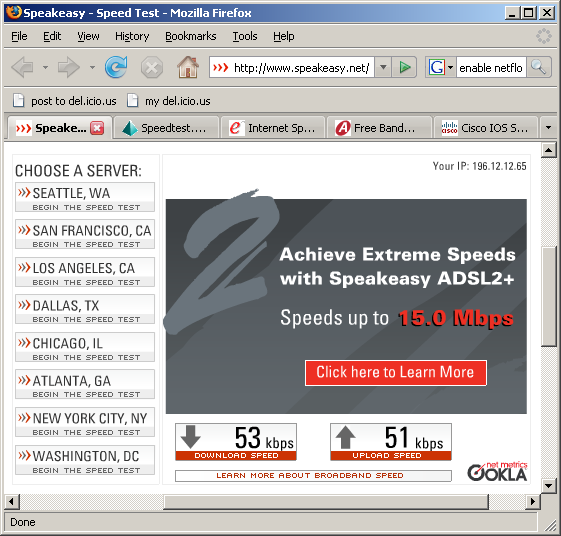 Speakeasy - Speed Test - Mozilla Firefox
File Edit View History Bookmarks Tools Help
http://www.speakeasy.net/ G enable netflo
post to del.icio.us my del.icio.us
Speake... Speedtest.... Internet Sp... Free Band... Cisco IOS S...
CHOOSE A SERVER:
Your IP: 196.12.12.65
SEATTLE, WA
BEGIN THE SPEED TEST
SAN FRANCISCO, CA
BEGIN THE SPEED TEST
LOS ANGELES, CA
BEGIN THE SPEED TEST
DALLAS, TX
BEGIN THE SPEED TEST
CHICAGO, IL
BEGIN THE SPEED TEST
ATLANTA, GA
BEGIN THE SPEED TEST
NEW YORK CITY, NY
BEGIN THE SPEED TEST
WASHINGTON, DC
BEGIN THE SPEED TEST
2
Achieve Extreme Speeds
with Speakeasy ADSL2+
Speeds up to 15.0 Mbps
Click here to Learn More
53 kbps
DOWNLOAD SPEED
51 kbps
UPLOAD SPEED
LEARN MORE ABOUT BROADBAND SPEED
net metrics
OOKLA
Done